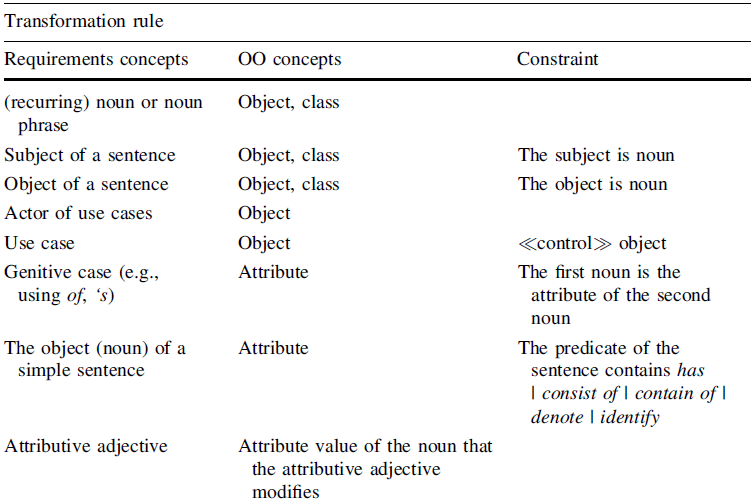 Transformation rule
Requirements concepts OO concepts Constraint
(recurring) noun or noun Object, class
phrase
Subject of a sentence Object, class The subject is noun
Object of a sentence Object, class The object is noun
Actor of use cases Object
Use case Object ≪control≫ object
Genitive case (e.g., Attribute The first noun is the
using of, ‘s) attribute of the second
noun
The object (noun) of a Attribute The predicate of the
simple sentence sentence contains has
| consist of | contain of |
denote | identify
Attributive adjective Attribute value of the noun that
the attributive adjective
modifies